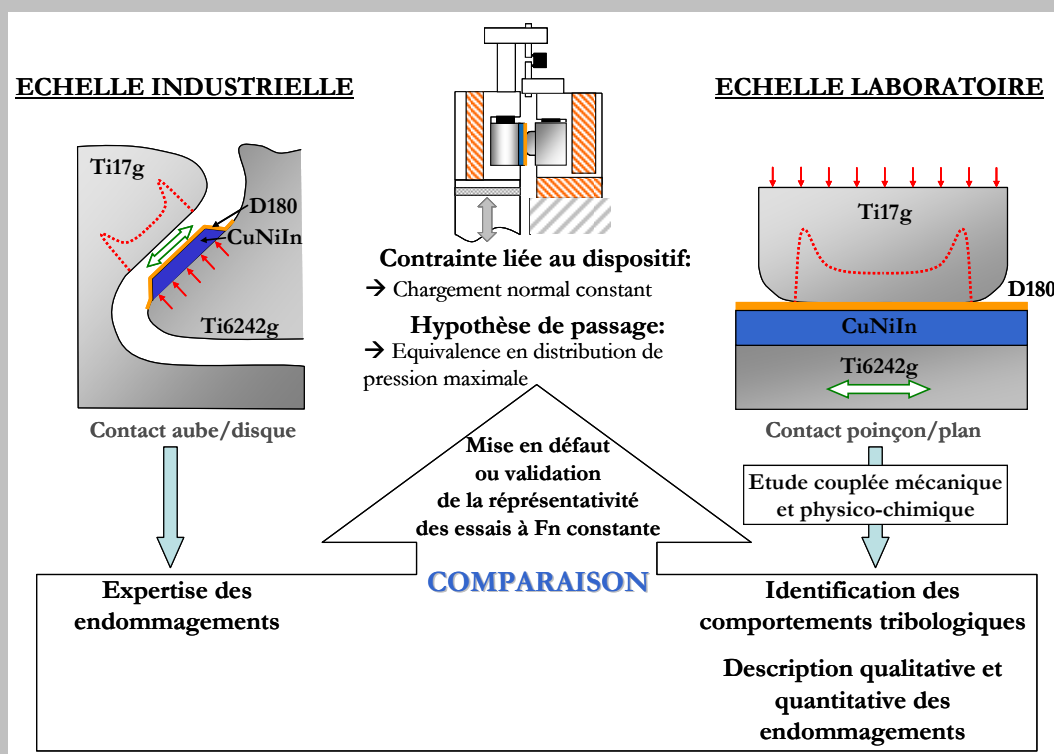 ECHELLE INDUSTRIELLE
Ti17g
D180
CuNiIn
Ti6242g
Contact aube/disque
Contrainte liée au dispositif:
→ Chargement normal constant
Hypothèse de passage:
→ Equivalence en distribution de
pression maximale
ECHELLE LABORATOIRE
Ti17g
D180
CuNiIn
Ti6242g
Contact poinçon/plan
Etude couplée mécanique
et physico-chimique
Mise en défaut
ou validation
de la réprésentativité
des essais à Fn constante
COMPARAISON
Expertise des
endommagements
Identification des
comportements tribologiques
Description qualitative et
quantitative des
endommagements